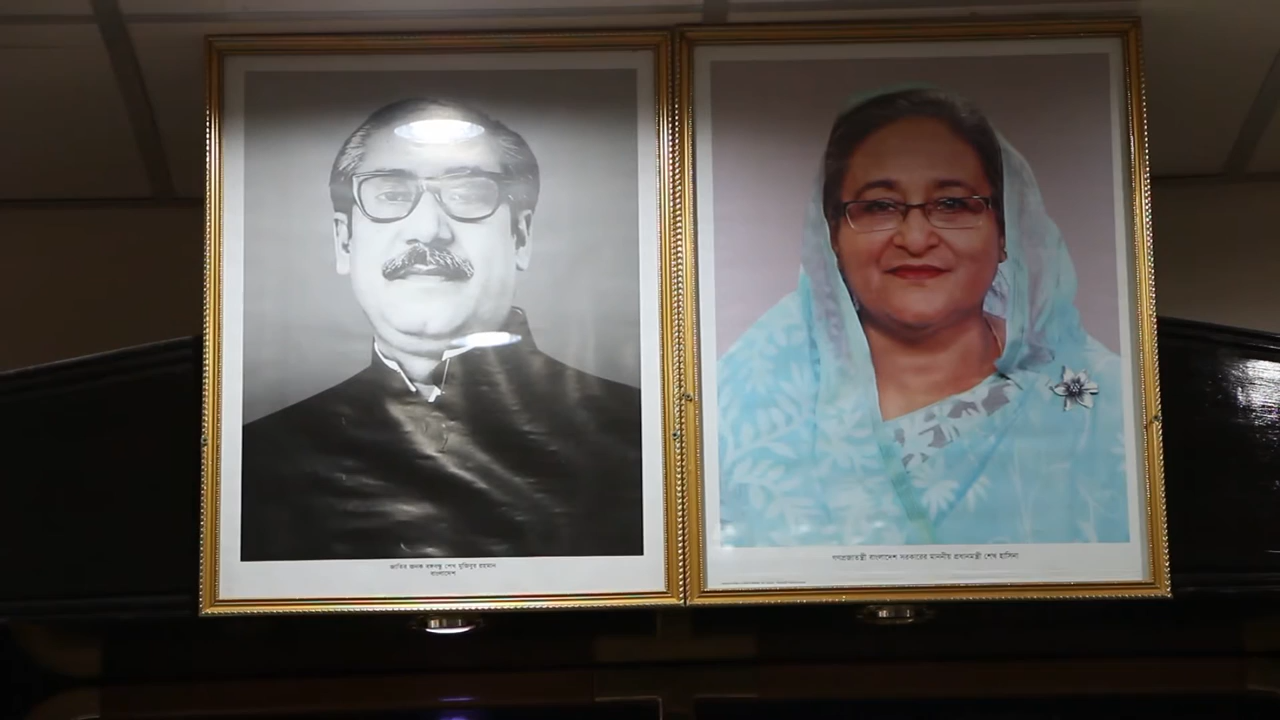 জাতির জনক বঙ্গবন্ধু শেখ মুজিবুর রহমান
বাংলাদেশ
গণপ্রজাতন্ত্রী বাংলাদেশ সরকারের মাননীয় প্রধানমন্ত্রী শেখ হাসিনা